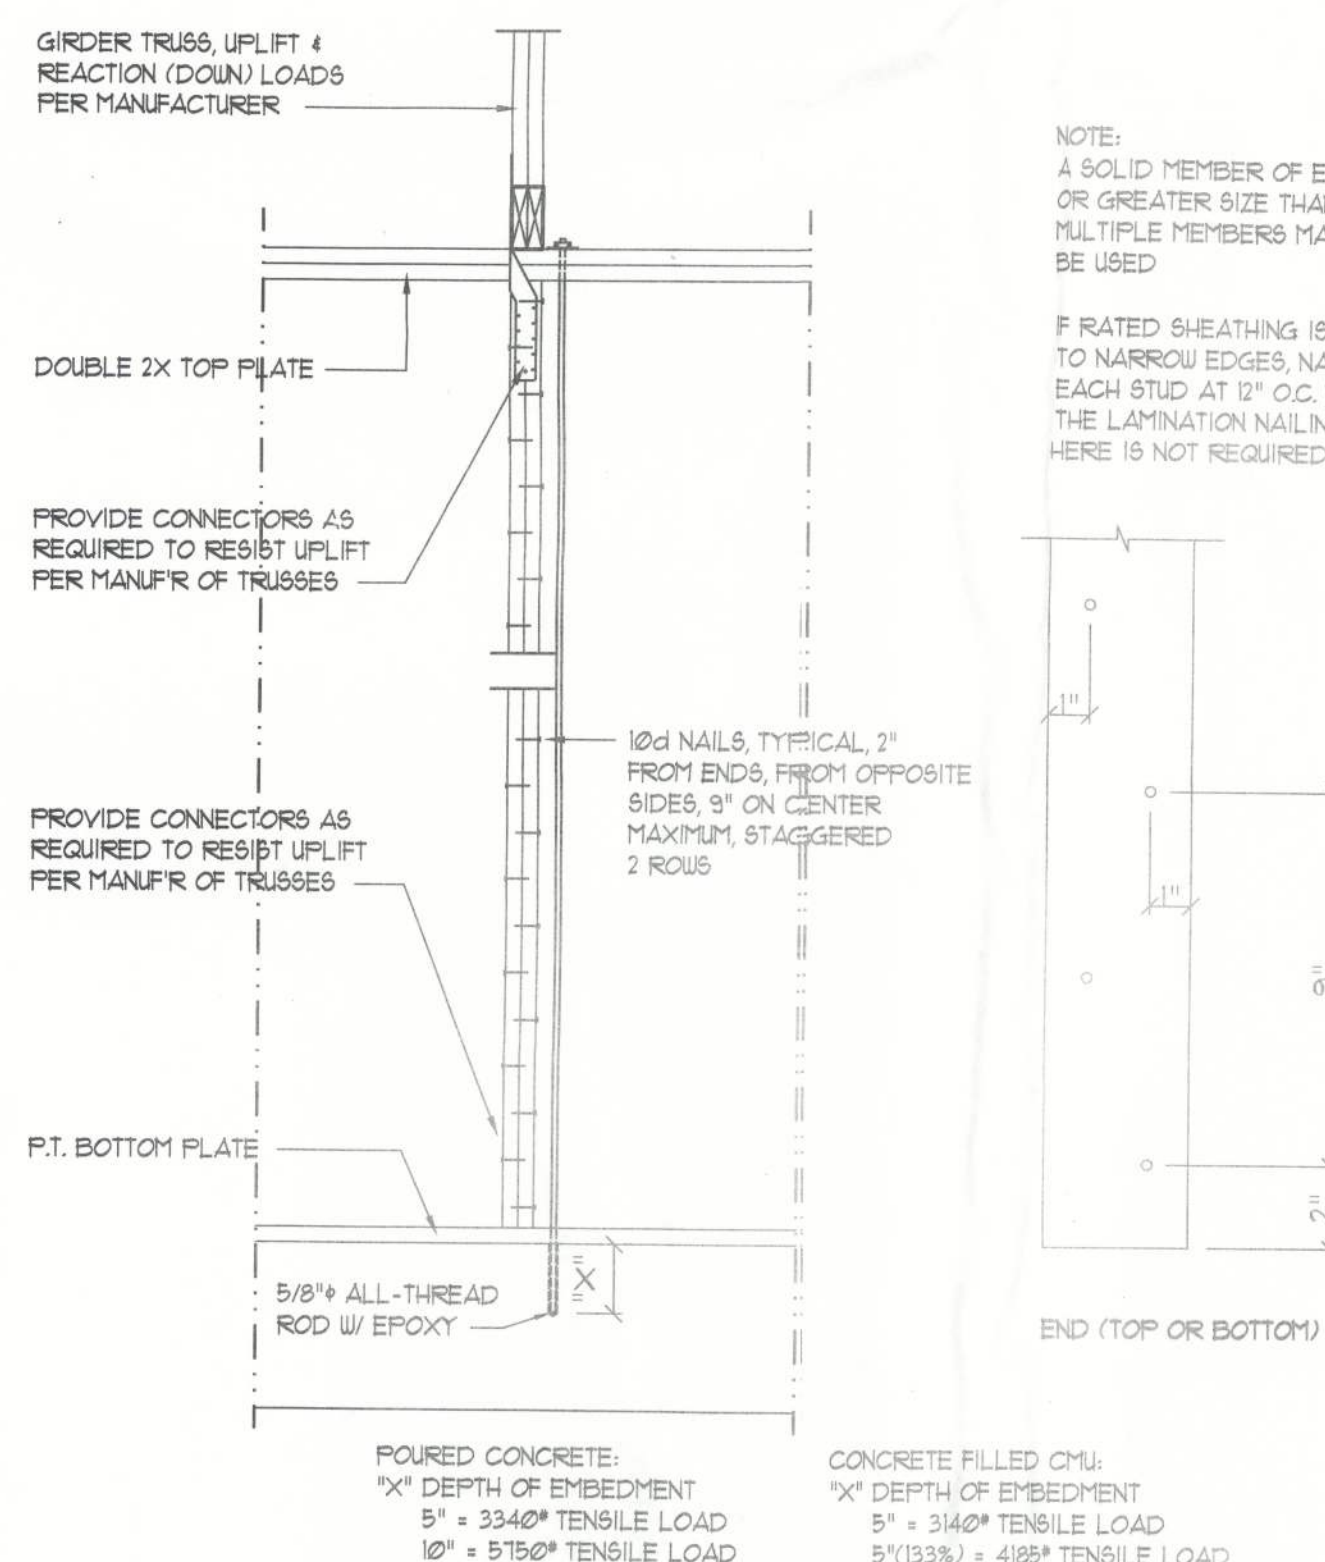 GIRDER TRUSS, UPLIFT &
REACTION (DOWN) LOADS
PER MANUFACTURER
DOUBLE 2X TOP PLATE
PROVIDE CONNECTORS AS
REQUIRED TO RESIST UPLIFT
PER MANUF'R OF TRUSSES
10d NAILS, TYPICAL, 2"
FROM ENDS, FROM OPPOSITE
SIDES, 9" ON CENTER
MAXIMUM, STAGGERED
2 ROWS
PROVIDE CONNECTORS AS
REQUIRED TO RESIST UPLIFT
PER MANUF'R OF TRUSSES
P.T. BOTTOM PLATE
5/8"φ ALL-THREAD
ROD W/ EPOXY
"X"
POURED CONCRETE:
"X" DEPTH OF EMBEDMENT
5" = 3340# TENSILE LOAD
10" = 5750# TENSILE LOAD
CONCRETE FILLED CMU:
"X" DEPTH OF EMBEDMENT
5" = 3140# TENSILE LOAD
5"(133%) = 4185# TENSILE LOAD
NOTE:
A SOLID MEMBER OF E
OR GREATER SIZE THA
MULTIPLE MEMBERS MA
BE USED
IF RATED SHEATHING IS
TO NARROW EDGES, NA
EACH STUD AT 12" O.C.
THE LAMINATION NAILIN
HERE IS NOT REQUIRED
1"
1"
9"
2"
END (TOP OR BOTTOM)